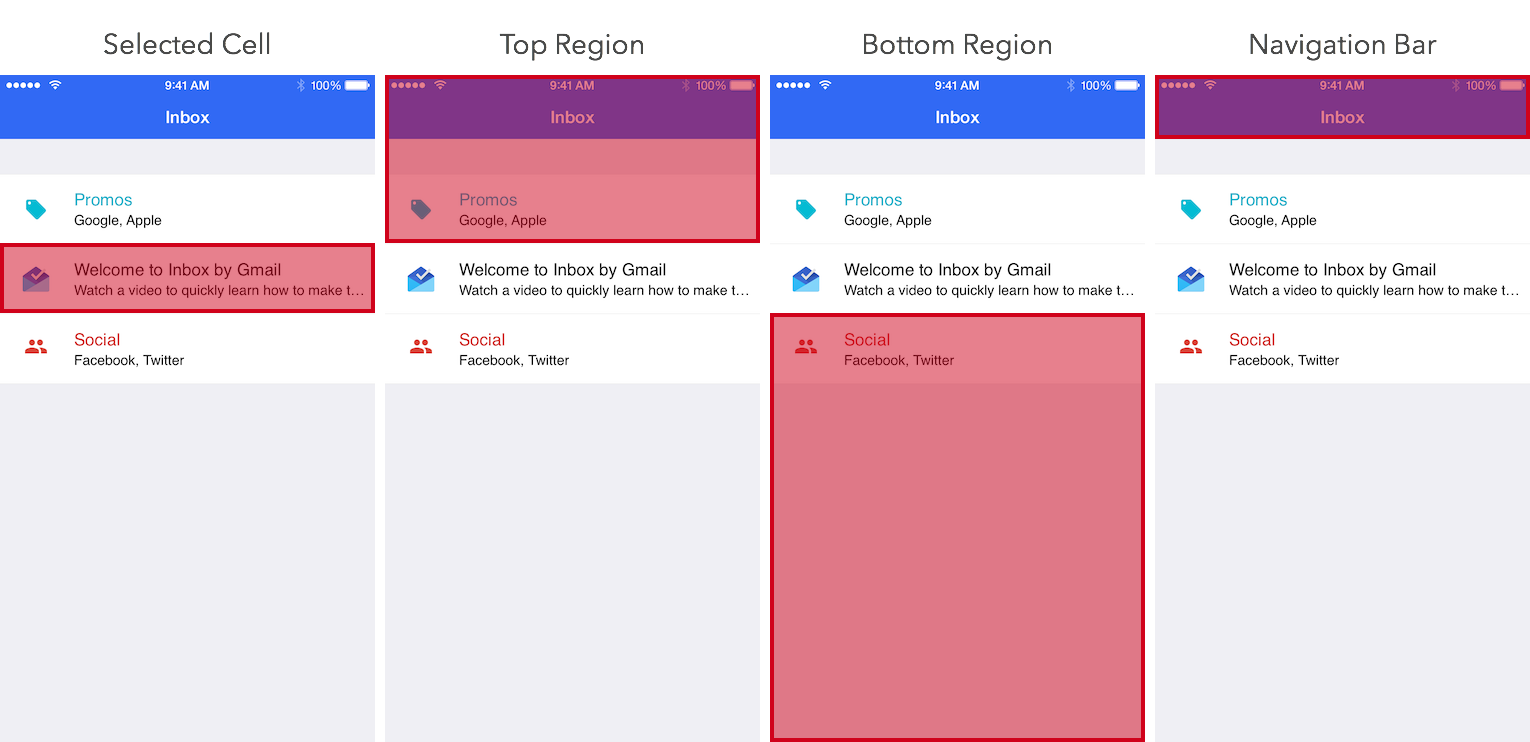 Selected Cell
9:41 AM 100%
Inbox
Promos
Google, Apple
Welcome to Inbox by Gmail
Watch a video to quickly learn how to make t…
Social
Facebook, Twitter
Top Region
9:41 AM 100%
Inbox
Promos
Google, Apple
Welcome to Inbox by Gmail
Watch a video to quickly learn how to make t…
Social
Facebook, Twitter
Bottom Region
9:41 AM 100%
Inbox
Promos
Google, Apple
Welcome to Inbox by Gmail
Watch a video to quickly learn how to make t…
Social
Facebook, Twitter
Navigation Bar
9:41 AM 100%
Inbox
Promos
Google, Apple
Welcome to Inbox by Gmail
Watch a video to quickly learn how to make t…
Social
Facebook, Twitter